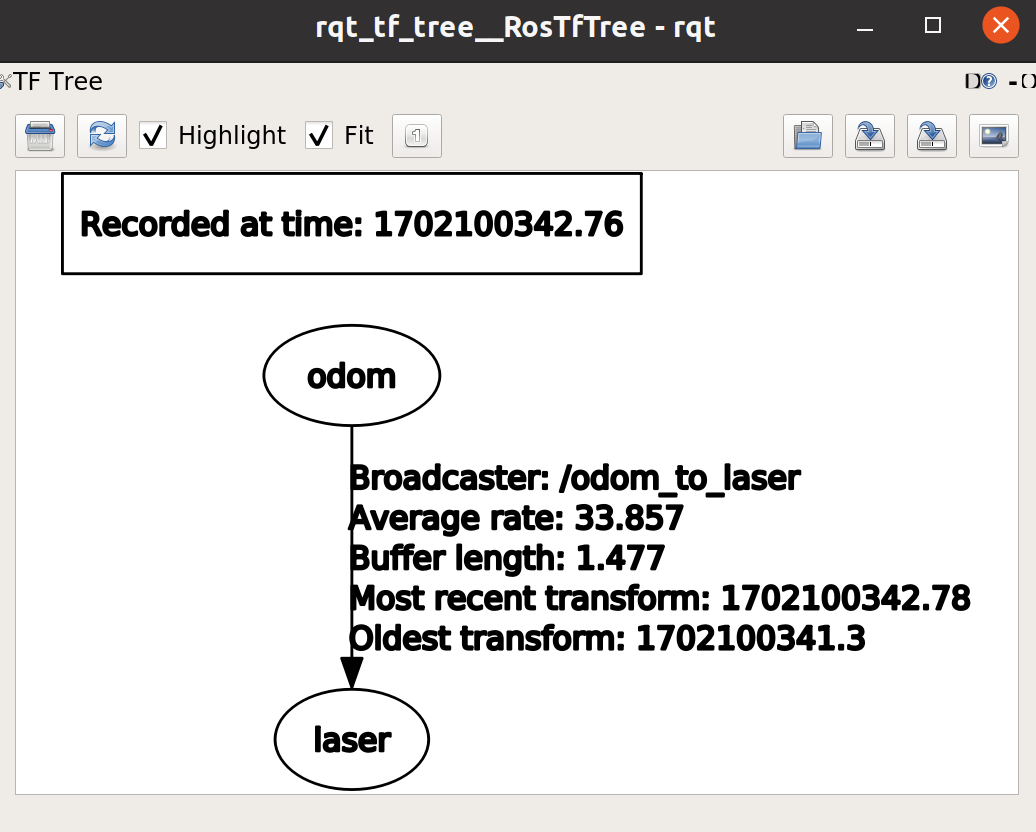 rqt_tf_tree__RosTfTree - rqt
TF Tree
Highlight
Fit
1
Recorded at time: 1702100342.76
odom
Broadcaster: /odom_to_laser
Average rate: 33.857
Buffer length: 1.477
Most recent transform: 1702100342.78
Oldest transform: 1702100341.3
laser